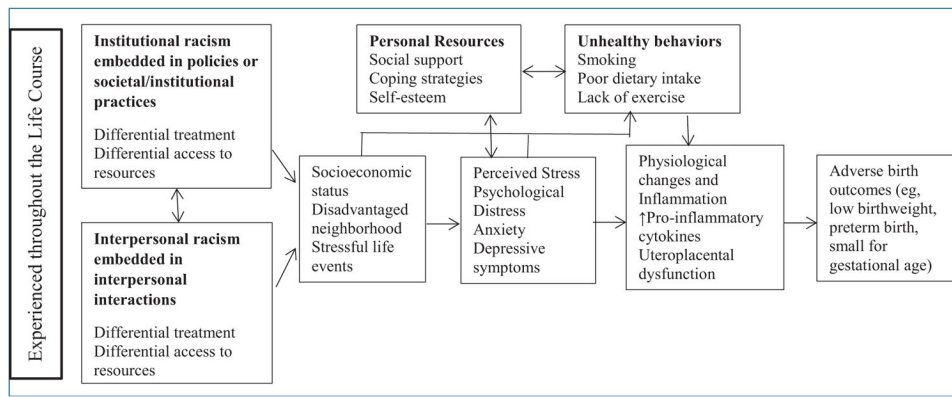 Experienced throughout the Life Course
Institutional racism
embedded in policies or
societal/institutional
practices
Differential treatment
Differential access to
resources
Interpersonal racism
embedded in
interpersonal
interactions
Differential treatment
Differential access to
resources
Socioeconomic
status
Disadvantaged
neighborhood
Stressful life
events
Personal Resources
Social support
Coping strategies
Self-esteem
Unhealthy behaviors
Smoking
Poor dietary intake
Lack of exercise
Perceived Stress
Psychological
Distress
Anxiety
Depressive
symptoms
Physiological
changes and
Inflammation
↑Pro-inflammatory
cytokines
Uteroplacental
dysfunction
Adverse birth
outcomes (eg,
low birthweight,
preterm birth,
small for
gestational age)